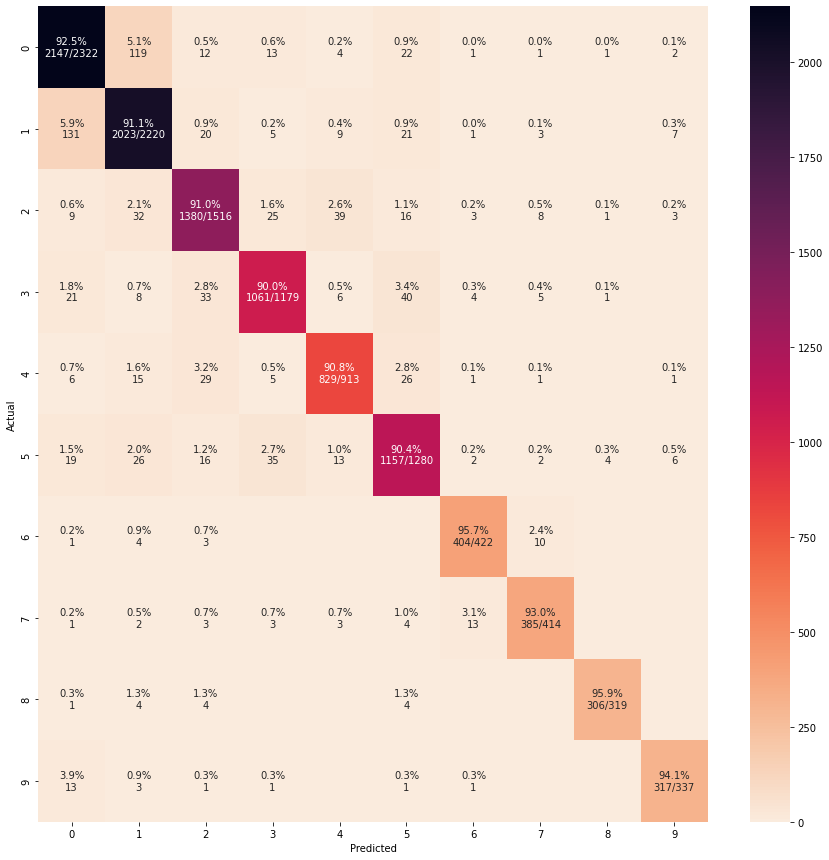 92.5% 5.1% 0.5% 0.6% 0.2% 0.9% 0.0% 0.0% 0.0% 0.1%
0 2147/2322 119 12 13 4 22 1 1 1 2
5.9% 91.1% 0.9% 0.2% 0.4% 0.9% 0.0% 0.1% 0.3%
1 131 2023/2220 20 5 9 21 1 3 7
0.6% 2.1% 91.0% 1.6% 2.6% 1.1% 0.2% 0.5% 0.1% 0.2%
2 9 32 1380/1516 25 39 16 3 8 1 3
1.8% 0.7% 2.8% 90.0% 0.5% 3.4% 0.3% 0.4% 0.1%
3 21 8 33 1061/1179 6 40 4 5 1
0.7% 1.6% 3.2% 0.5% 90.8% 2.8% 0.1% 0.1% 0.1%
4 6 15 29 5 829/913 26 1 1 1
Actual
1.5% 2.0% 1.2% 2.7% 1.0% 90.4% 0.2% 0.2% 0.3% 0.5%
5 19 26 16 35 13 1157/1280 2 2 4 6
0.2% 0.9% 0.7% 95.7% 2.4%
6 1 4 3 404/422 10
0.2% 0.5% 0.7% 0.7% 0.7% 1.0% 3.1% 93.0%
7 1 2 3 3 3 4 13 385/414
0.3% 1.3% 1.3% 1.3% 95.9%
8 1 4 4 4 306/319
3.9% 0.9% 0.3% 0.3% 0.3% 0.3% 94.1%
9 13 3 1 1 1 1 317/337
0 1 2 3 4 5 6 7 8 9
Predicted
2000
1750
1500
1250
1000
750
500
250
0